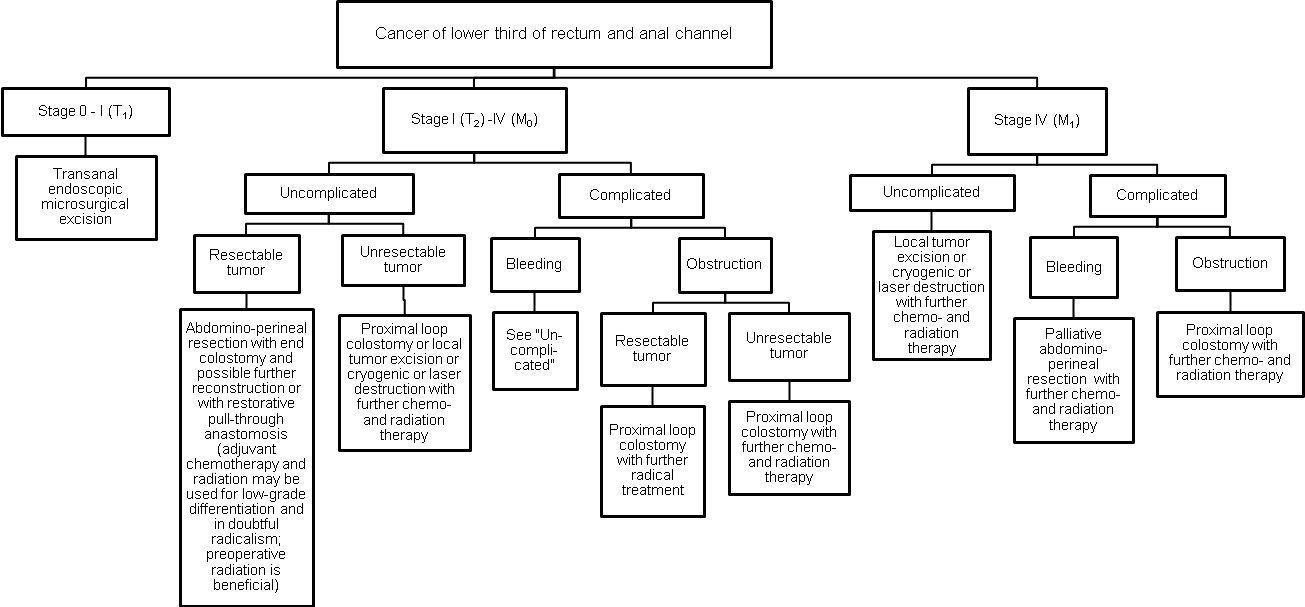 Cancer of lower third of rectum and anal channel
Stage 0 - I (T₁)
Stage I (T₂)-IV (M₀)
Stage IV (M₁)
Transanal
endoscopic
microsurgical
excision
Uncomplicated
Complicated
Uncomplicated
Complicated
Resectable
tumor
Unresectable
tumor
Bleeding
Obstruction
Local tumor
excision or
cryogenic or
laser destruction
with further
chemo- and
radiation
therapy
Bleeding
Obstruction
Abdomino-perineal
resection with end
colostomy and
possible further
reconstruction or
with restorative
pull-through
anastomosis
(adjuvant
chemotherapy and
radiation may be
used for low-grade
differentiation and
in doubtful
radicalism;
preoperative
radiation is
beneficial)
Proximal loop
colostomy or local
tumor excision or
cryogenic or laser
destruction with
further chemo-
and radiation
therapy
See "Un-
compli-
cated"
Resectable
tumor
Unresectable
tumor
Palliative
abdomino-
perineal
resection with
further chemo-
and radiation
therapy
Proximal loop
colostomy with
further chemo- and
radiation therapy
Proximal loop
colostomy
with further
radical
treatment
Proximal loop
colostomy with
further chemo-
and radiation
therapy